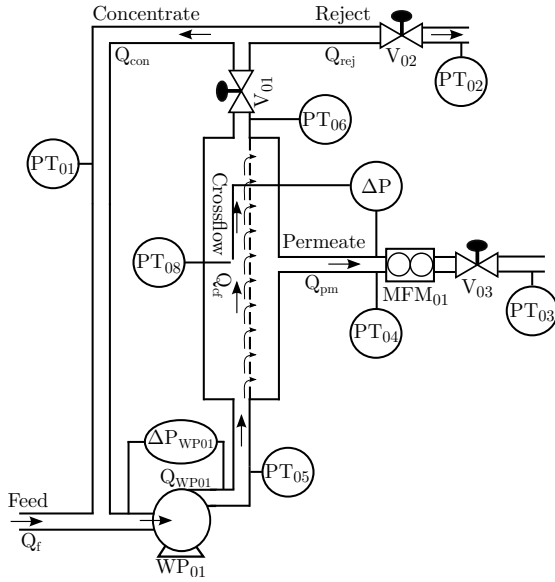 Concentrate
Reject
Q_con
Q_rej
V_02
PT_02
V_01
PT_06
PT_01
Crossflow
ΔP
Permeate
PT_08
Q_cf
Q_pm
MFM_01
V_03
PT_03
PT_04
ΔP_WP01
Q_WP01
PT_05
Feed
Q_f
WP_01